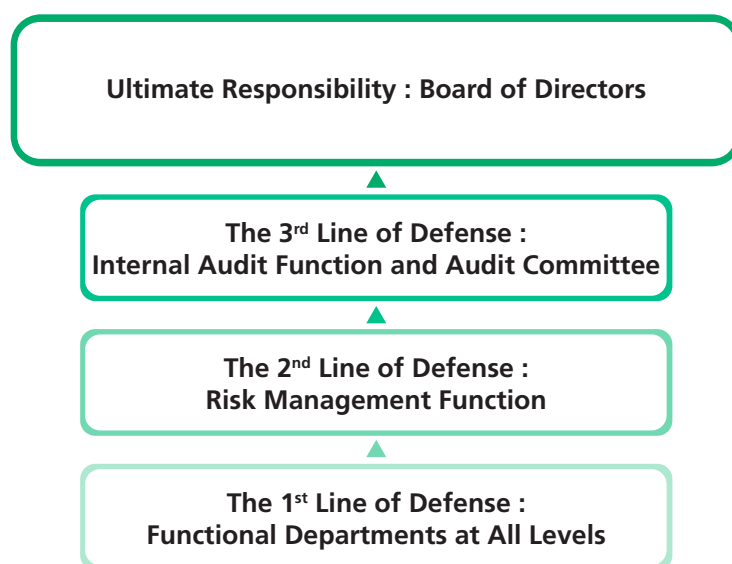 Ultimate Responsibility : Board of Directors
The 3rd Line of Defense :
Internal Audit Function and Audit Committee
The 2nd Line of Defense :
Risk Management Function
The 1st Line of Defense :
Functional Departments at All Levels